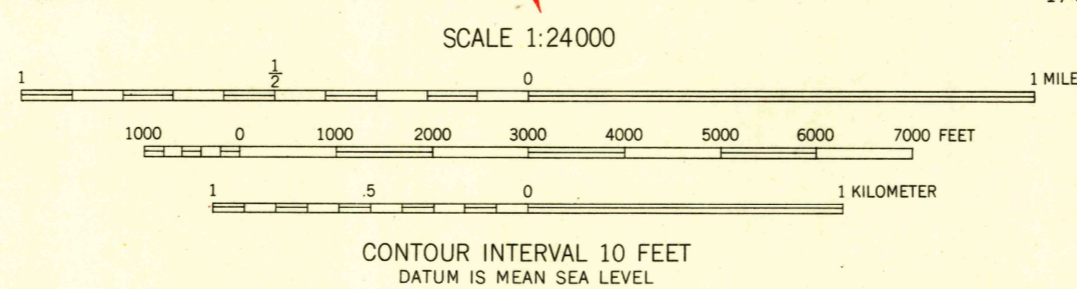 SCALE 1:24000
1 1/2 0 1 MILE
1000 0 1000 2000 3000 4000 5000 6000 7000 FEET
1 .5 0 1 KILOMETER
CONTOUR INTERVAL 10 FEET
DATUM IS MEAN SEA LEVEL